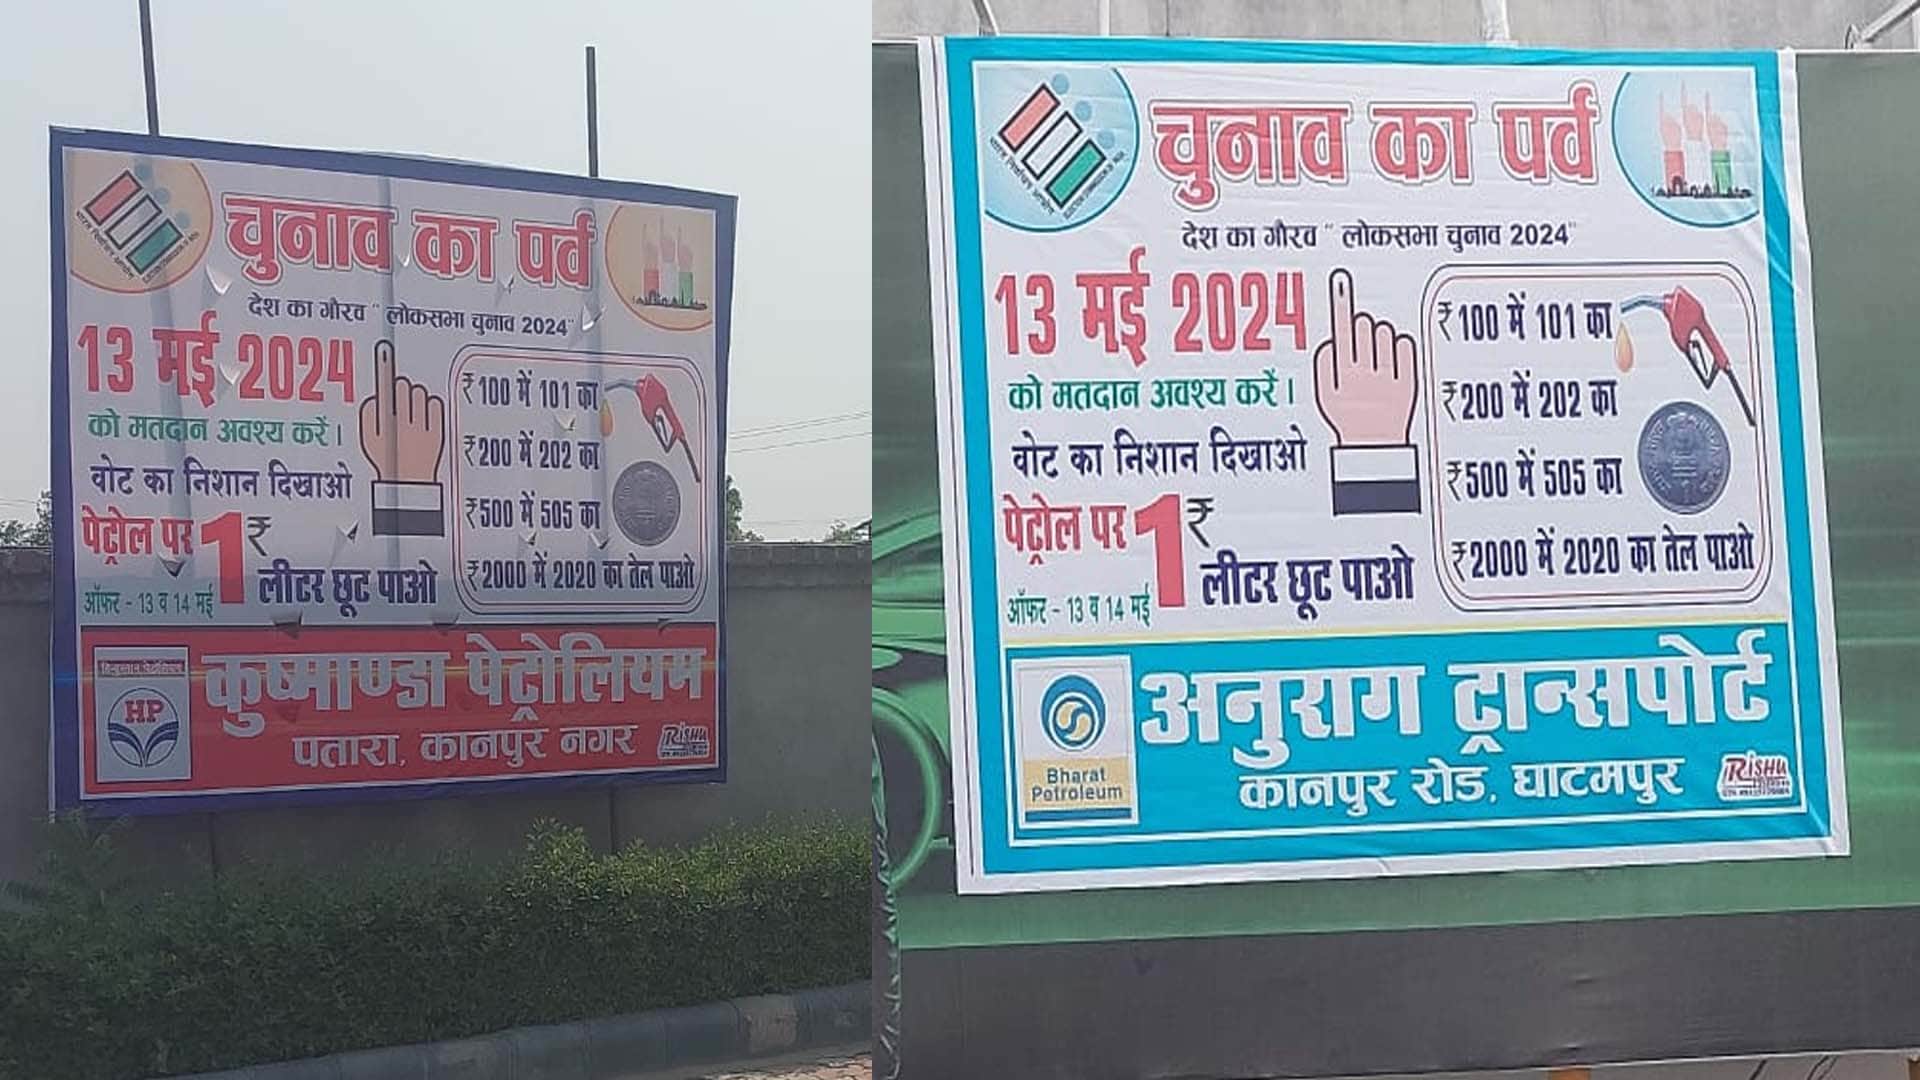 चुनाव का पर्व
देश का गौरव " लोकसभा चुनाव 2024"
13 मई 2024
को मतदान अवश्य करें।
वोट का निशान दिखाओ
पेट्रोल पर 1₹
लीटर छूट पाओ
ऑफर - 13 व 14 मई
₹100 में 101 का
₹200 में 202 का
₹500 में 505 का
₹2000 में 2020 का तेल पाओ
हिन्दुस्तान पेट्रोलियम
HP
कुष्माण्डा पेट्रोलियम
पतारा, कानपुर नगर
RISHU
चुनाव का पर्व
देश का गौरव " लोकसभा चुनाव 2024"
13 मई 2024
को मतदान अवश्य करें।
वोट का निशान दिखाओ
पेट्रोल पर 1₹
लीटर छूट पाओ
ऑफर - 13 व 14 मई
₹100 में 101 का
₹200 में 202 का
₹500 में 505 का
₹2000 में 2020 का तेल पाओ
Bharat
Petroleum
अनुराग ट्रान्सपोर्ट
कानपुर रोड, घाटमपुर
RISHU